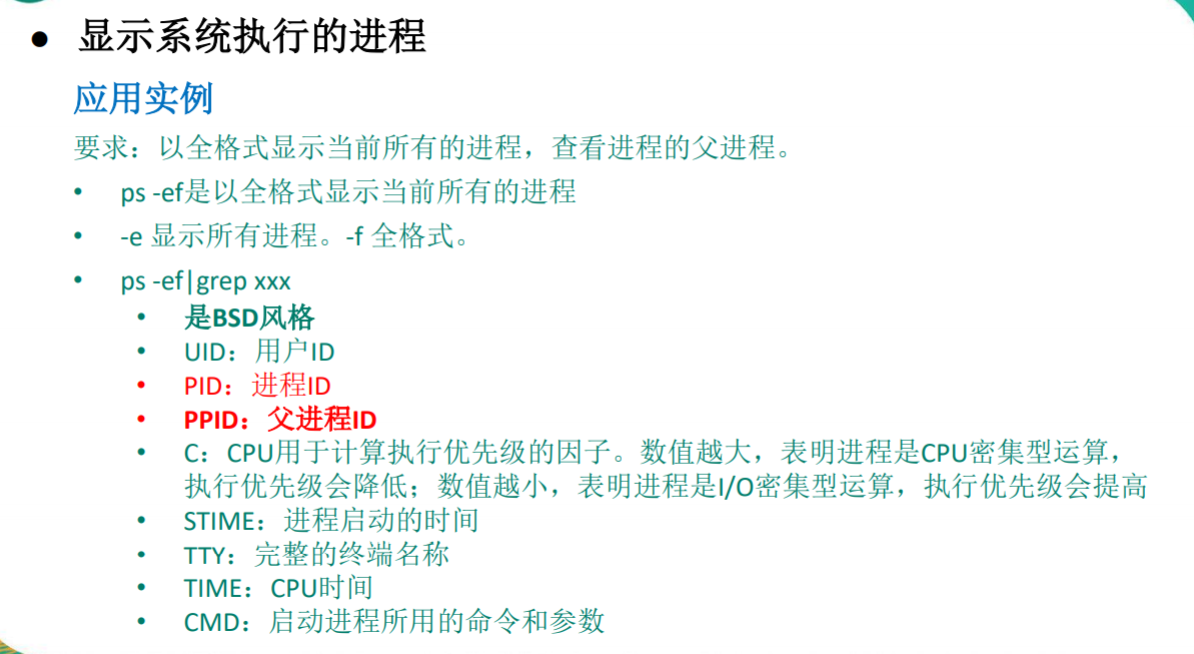 ● 显示系统执行的进程
应用实例
要求：以全格式显示当前所有的进程，查看进程的父进程。
• ps -ef是以全格式显示当前所有的进程
• -e 显示所有进程。-f 全格式。
• ps -ef|grep xxx
• 是BSD风格
• UID：用户ID
• PID：进程ID
• PPID：父进程ID
• C：CPU用于计算执行优先级的因子。数值越大，表明进程是CPU密集型运算，
执行优先级会降低；数值越小，表明进程是I/O密集型运算，执行优先级会提高
• STIME：进程启动的时间
• TTY：完整的终端名称
• TIME：CPU时间
• CMD：启动进程所用的命令和参数